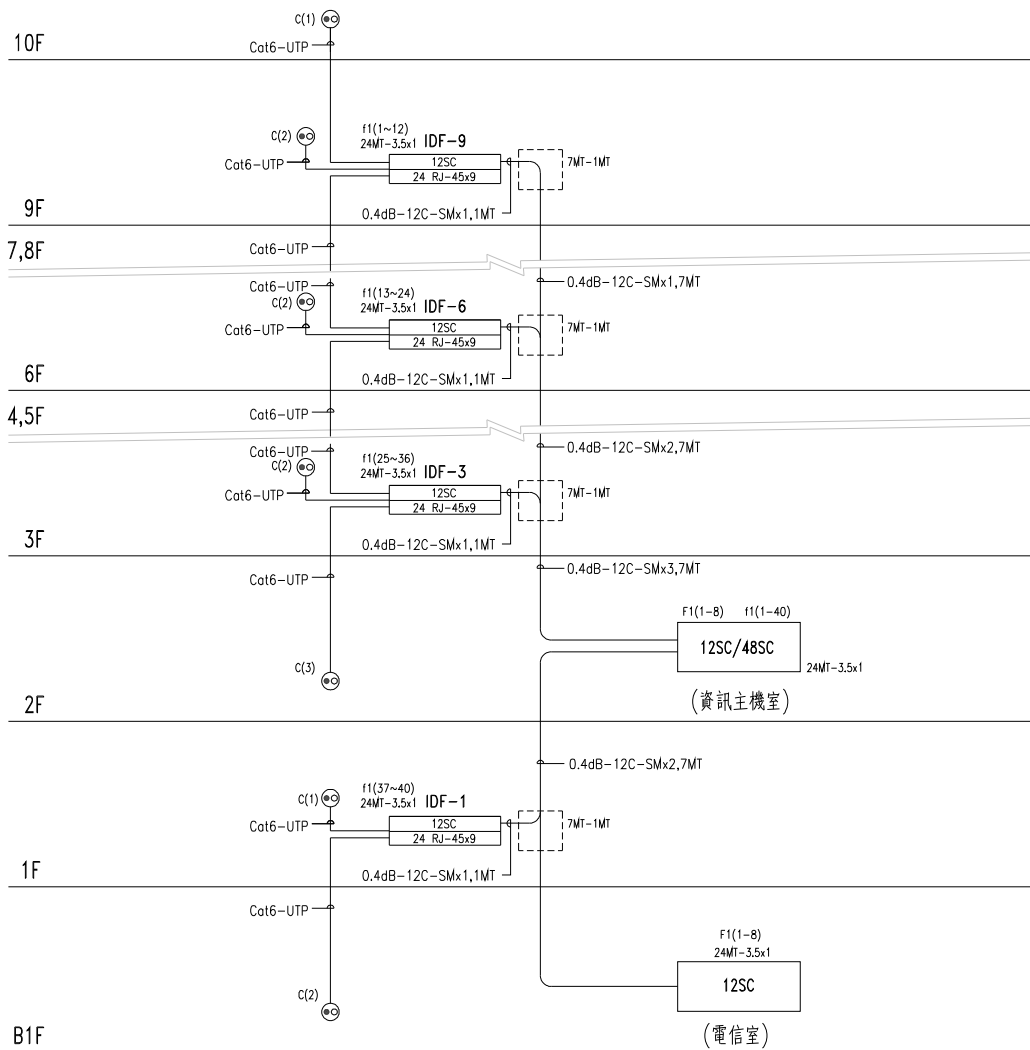 C(1)
Cat6-UTP
10F
f1(1~12)
C(2)
24MT-3.5x1 IDF-9
Cat6-UTP
12SC
7MT-1MT
24 RJ-45x9
9F
0.4dB-12C-SMx1,1MT
7,8F
Cat6-UTP
0.4dB-12C-SMx1,7MT
Cat6-UTP
f1(13~24)
C(2)
24MT-3.5x1 IDF-6
Cat6-UTP
12SC
7MT-1MT
24 RJ-45x9
6F
0.4dB-12C-SMx1,1MT
4,5F
Cat6-UTP
0.4dB-12C-SMx2,7MT
Cat6-UTP
f1(25~36)
C(2)
24MT-3.5x1 IDF-3
Cat6-UTP
12SC
7MT-1MT
24 RJ-45x9
3F
0.4dB-12C-SMx1,1MT
0.4dB-12C-SMx3,7MT
Cat6-UTP
F1(1-8) f1(1-40)
12SC/48SC
C(3)
24MT-3.5x1
(資訊主機室)
2F
0.4dB-12C-SMx2,7MT
f1(37~40)
C(1)
24MT-3.5x1 IDF-1
Cat6-UTP
12SC
7MT-1MT
24 RJ-45x9
1F
0.4dB-12C-SMx1,1MT
Cat6-UTP
F1(1-8)
24MT-3.5x1
12SC
C(2)
(電信室)
B1F